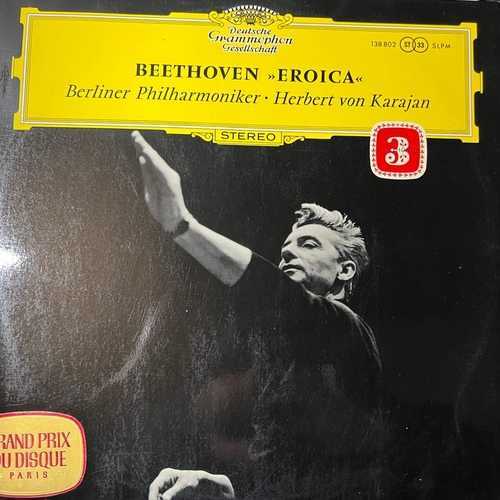 Deutsche
Grammophon
Gesellschaft
138 802 ST 33 SLPM
BEETHOVEN »EROICA«
Berliner Philharmoniker · Herbert von Karajan
STEREO
3
RAND PRIX
DU DISQUE
PARIS